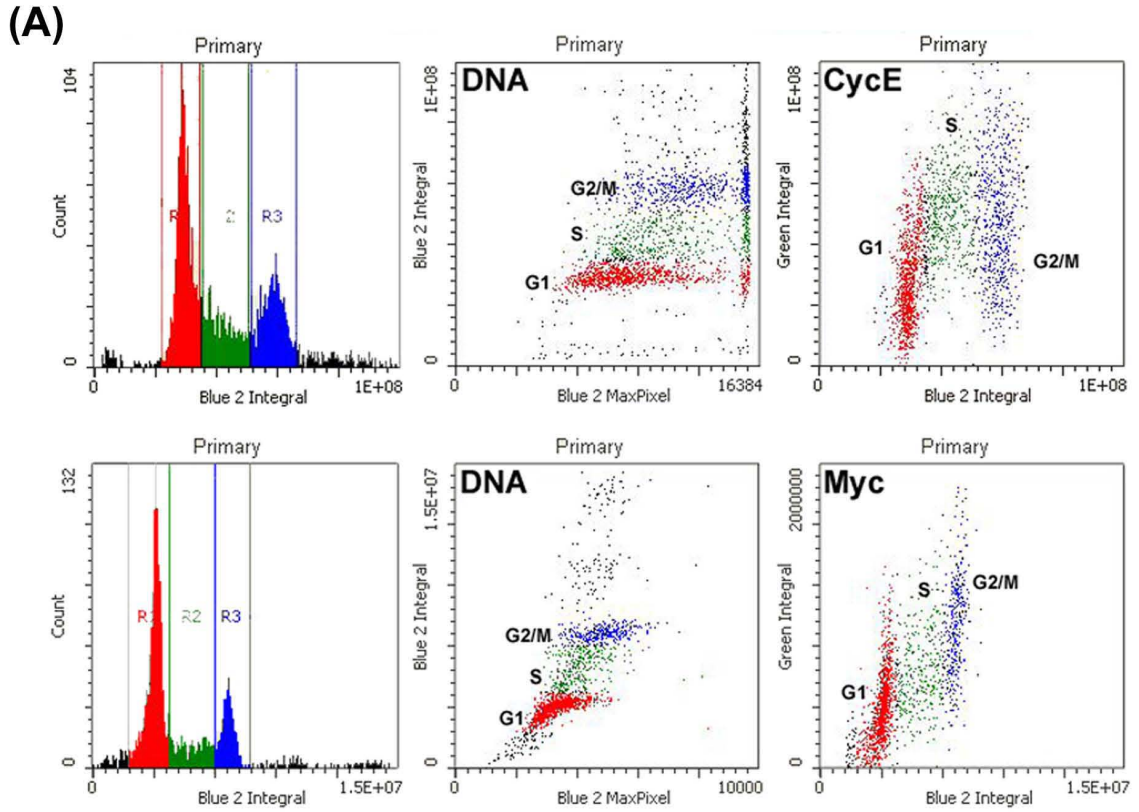 (A)
Primary
104
Count
0
R
2
R3
0
1E+08
Blue 2 Integral
Primary
DNA
1E+08
Blue 2 Integral
0
G2/M
S
G1
0
16384
Blue 2 MaxPixel
Primary
CycE
1E+08
Green Integral
0
S
G1
G2/M
0
1E+08
Blue 2 Integral
Primary
132
Count
0
R1
R2
R3
0
1.5E+07
Blue 2 Integral
Primary
DNA
1.5E+07
Blue 2 Integral
0
G2/M
S
G1
0
10000
Blue 2 MaxPixel
Primary
Myc
2000000
Green Integral
0
S
G2/M
G1
0
1.5E+07
Blue 2 Integral